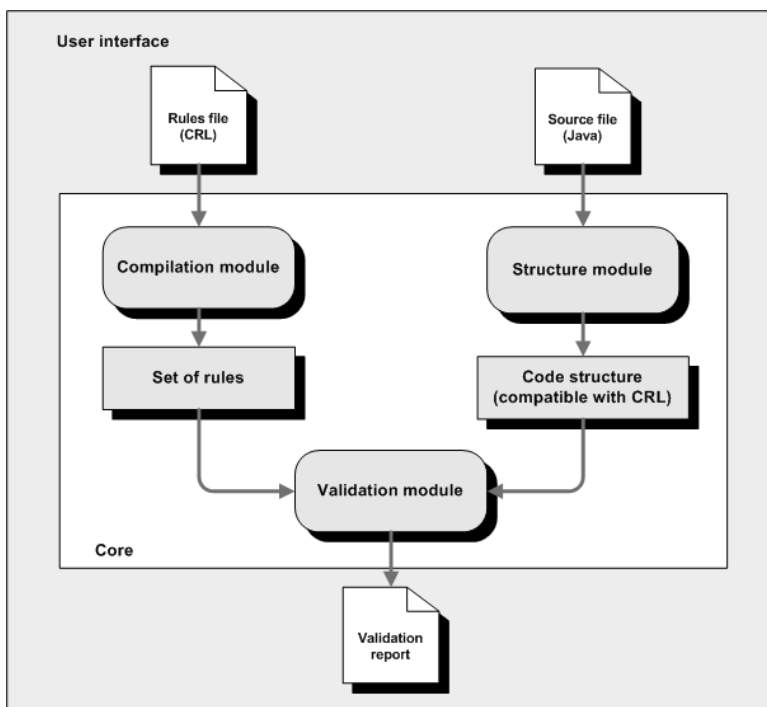 User interface
Rules file
(CRL)
Source file
(Java)
Compilation module
Structure module
Set of rules
Code structure
(compatible with CRL)
Validation module
Core
Validation
report